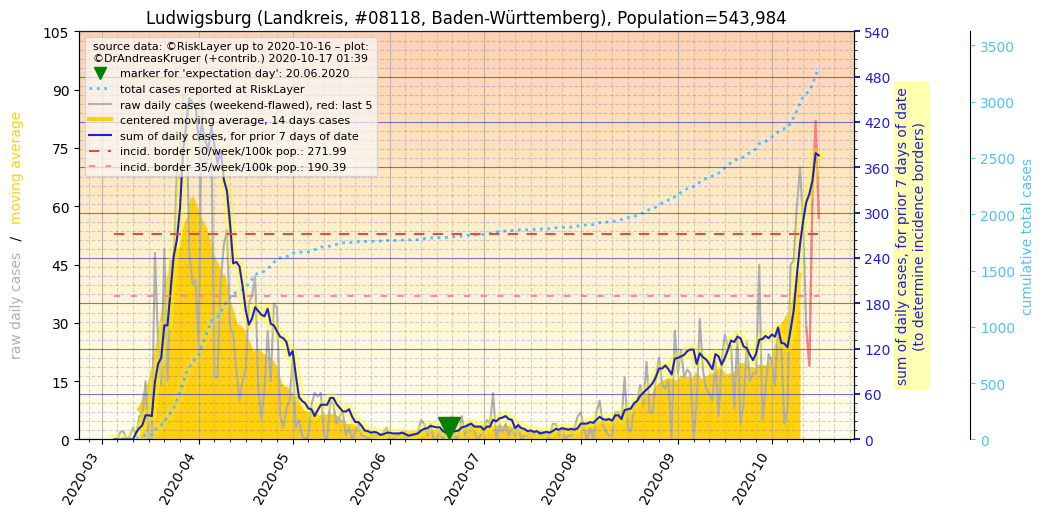 Ludwigsburg (Landkreis, #08118, Baden-Württemberg), Population=543,984
source data: ©RiskLayer up to 2020-10-16 – plot:
©DrAndreasKruger (+contrib.) 2020-10-17 01:39
marker for 'expectation day': 20.06.2020
total cases reported at RiskLayer
raw daily cases (weekend-flawed), red: last 5
centered moving average, 14 days cases
sum of daily cases, for prior 7 days of date
incid. border 50/week/100k pop.: 271.99
incid. border 35/week/100k pop.: 190.39
raw daily cases / moving average
105
90
75
60
45
30
15
0
2020-03
2020-04
2020-05
2020-06
2020-07
2020-08
2020-09
2020-10
540
480
420
360
300
240
180
120
60
0
sum of daily cases, for prior 7 days of date
(to determine incidence borders)
3500
3000
2500
2000
1500
1000
500
0
cumulative total cases